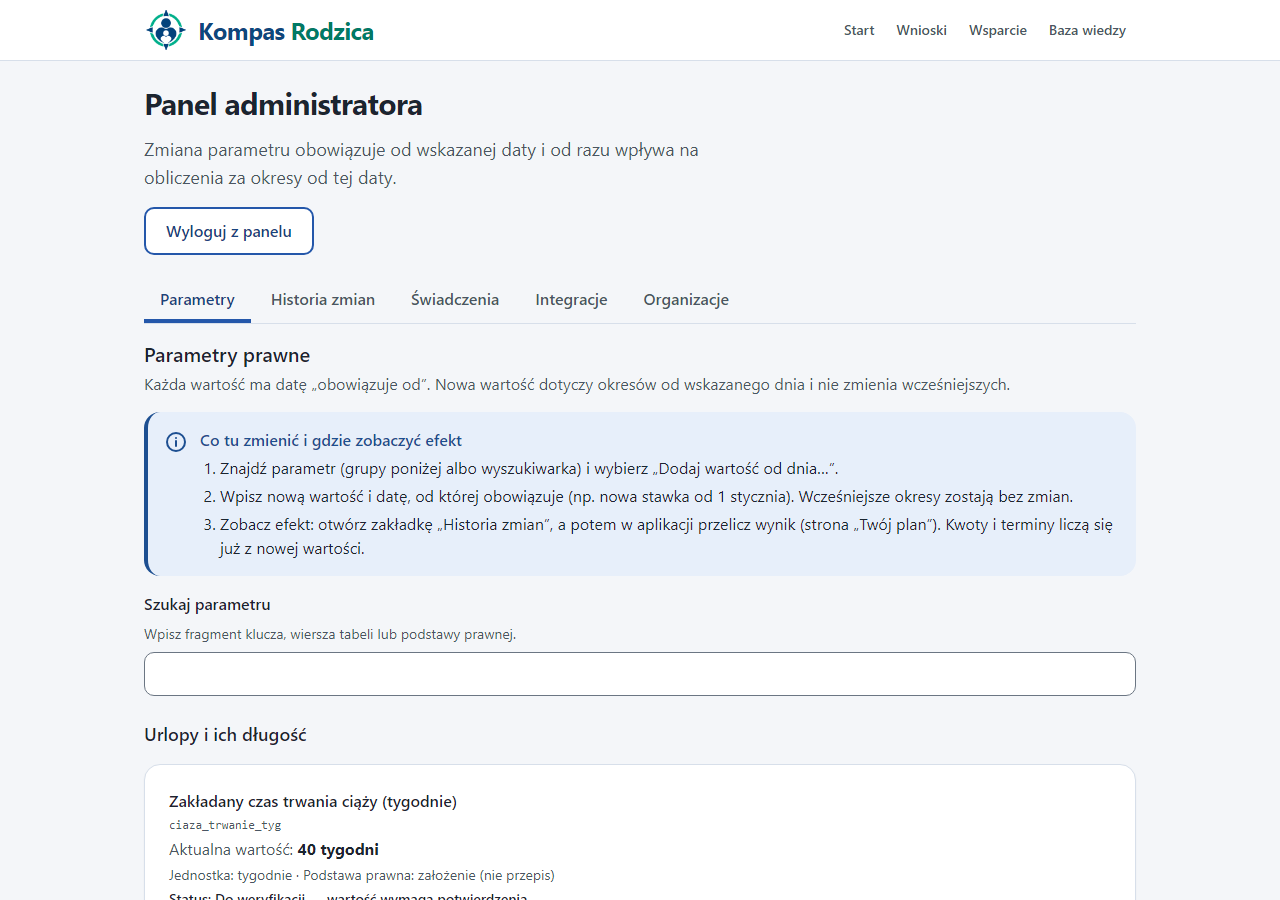 Kompas Rodzica
Start
Wnioski
Wsparcie
Baza wiedzy
Panel administratora
Zmiana parametru obowiązuje od wskazanej daty i od razu wpływa na
obliczenia za okresy od tej daty.
Wyloguj z panelu
Parametry
Historia zmian
Świadczenia
Integracje
Organizacje
Parametry prawne
Każda wartość ma datę „obowiązuje od”. Nowa wartość dotyczy okresów od wskazanego dnia i nie zmienia wcześniejszych.
Co tu zmienić i gdzie zobaczyć efekt
1. Znajdź parametr (grupy poniżej albo wyszukiwarka) i wybierz „Dodaj wartość od dnia…”.
2. Wpisz nową wartość i datę, od której obowiązuje (np. nowa stawka od 1 stycznia). Wcześniejsze okresy zostają bez zmian.
3. Zobacz efekt: otwórz zakładkę „Historia zmian”, a potem w aplikacji przelicz wynik (strona „Twój plan”). Kwoty i terminy liczą się
już z nowej wartości.
Szukaj parametru
Wpisz fragment klucza, wiersza tabeli lub podstawy prawnej.
Urlopy i ich długość
Zakładany czas trwania ciąży (tygodnie)
ciaza_trwanie_tyg
Aktualna wartość: 40 tygodni
Jednostka: tygodnie · Podstawa prawna: założenie (nie przepis)
Status: Do weryfikacji — wartość wymaga potwierdzenia